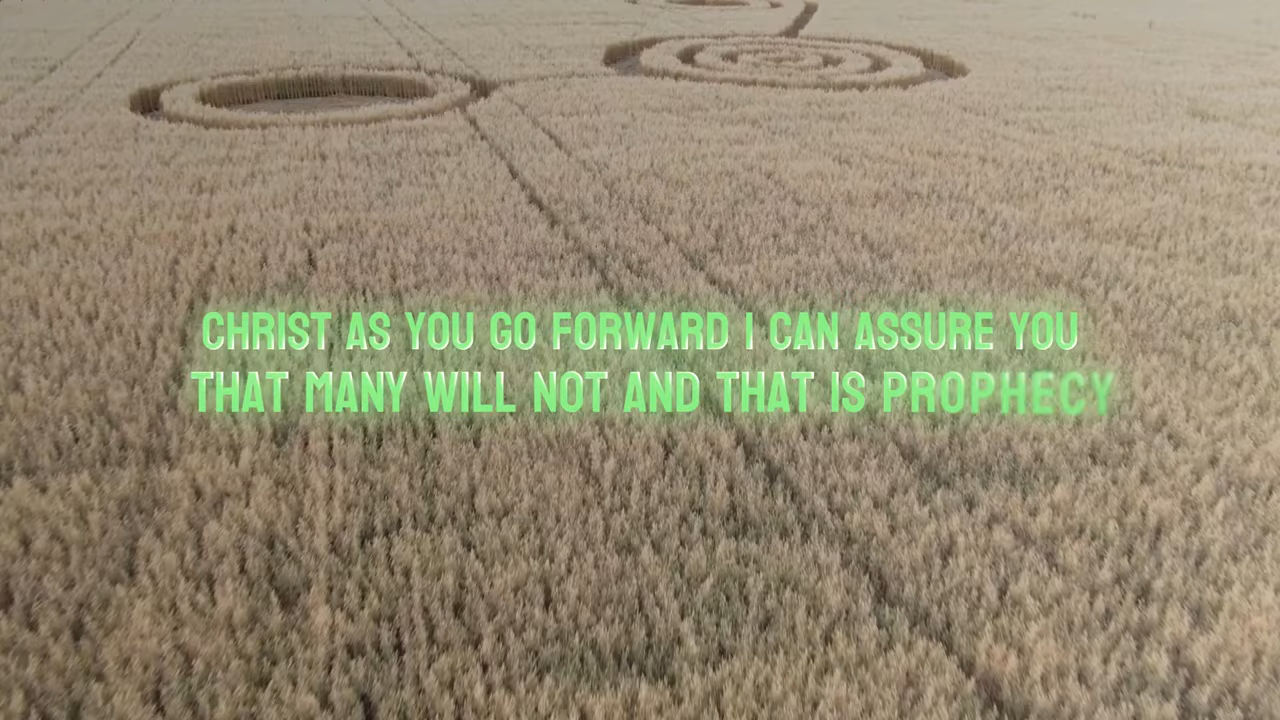 CHRIST AS YOU GO FORWARD I CAN ASSURE YOU
THAT MANY WILL NOT AND THAT IS PROPHECY